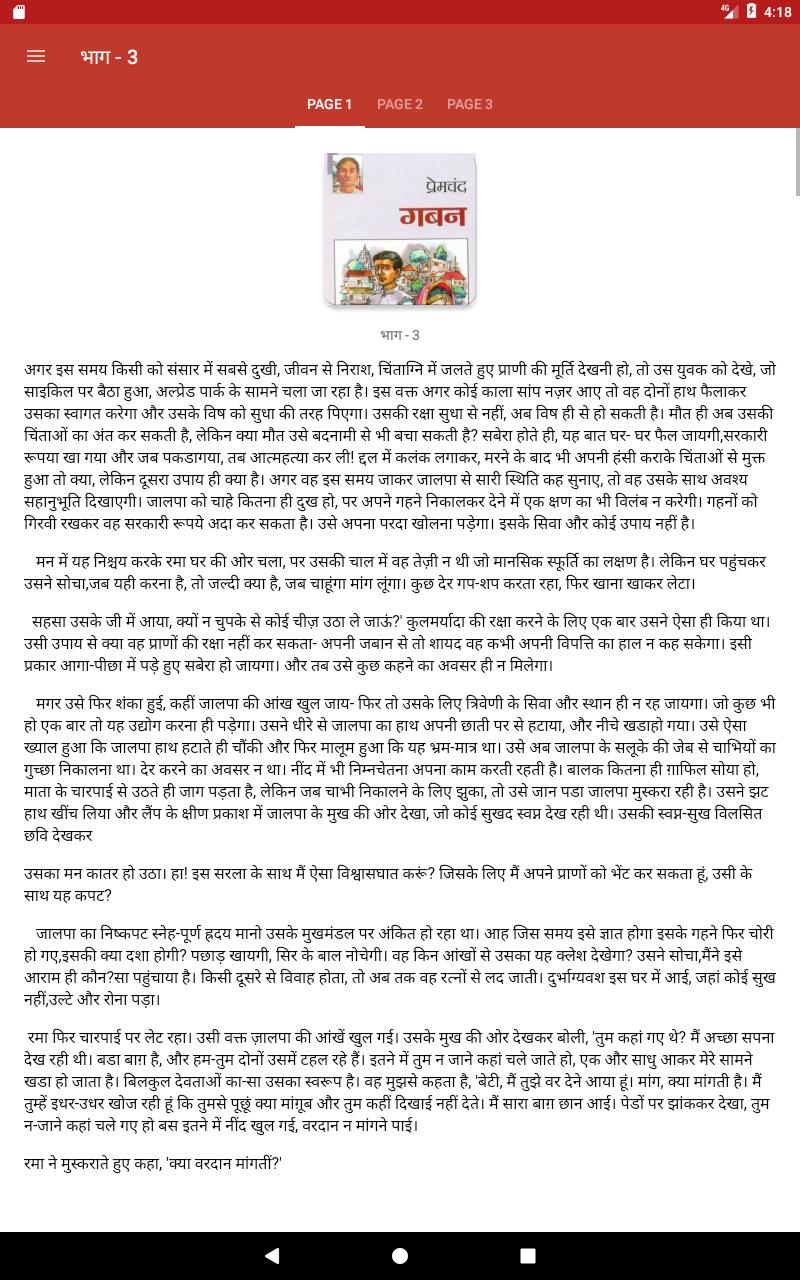 4G 4:18
भाग - 3
PAGE 1 PAGE 2 PAGE 3
प्रेमचंद
गबन
भाग - 3
अगर इस समय किसी को संसार में सबसे दुखी, जीवन से निराश, चिंताग्नि में जलते हुए प्राणी की मूर्ति देखनी हो, तो उस युवक को देखे, जो
साइकिल पर बैठा हुआ, अल्प्रेड पार्क के सामने चला जा रहा है। इस वक्त अगर कोई काला सांप नज़र आए तो वह दोनों हाथ फैलाकर
उसका स्वागत करेगा और उसके विष को सुधा की तरह पिएगा। उसकी रक्षा सुधा से नहीं, अब विष ही से हो सकती है। मौत ही अब उसकी
चिंताओं का अंत कर सकती है, लेकिन क्या मौत उसे बदनामी से भी बचा सकती है? सबेरा होते ही, यह बात घर- घर फैल जायगी,सरकारी
रूपया खा गया और जब पकडागया, तब आत्महत्या कर ली! द्दल में कलंक लगाकर, मरने के बाद भी अपनी हंसी कराके चिंताओं से मुक्त
हुआ तो क्या, लेकिन दूसरा उपाय ही क्या है। अगर वह इस समय जाकर जालपा से सारी स्थिति कह सुनाए, तो वह उसके साथ अवश्य
सहानुभूति दिखाएगी। जालपा को चाहे कितना ही दुख हो, पर अपने गहने निकालकर देने में एक क्षण का भी विलंब न करेगी। गहनों को
गिरवी रखकर वह सरकारी रूपये अदा कर सकता है। उसे अपना परदा खोलना पड़ेगा। इसके सिवा और कोई उपाय नहीं है।
मन में यह निश्चय करके रमा घर की ओर चला, पर उसकी चाल में वह तेज़ी न थी जो मानसिक स्फूर्ति का लक्षण है। लेकिन घर पहुंचकर
उसने सोचा,जब यही करना है, तो जल्दी क्या है, जब चाहूंगा मांग लूंगा। कुछ देर गप-शप करता रहा, फिर खाना खाकर लेटा।
सहसा उसके जी में आया, क्यों न चुपके से कोई चीज़ उठा ले जाऊं?' कुलमर्यादा की रक्षा करने के लिए एक बार उसने ऐसा ही किया था।
उसी उपाय से क्या वह प्राणों की रक्षा नहीं कर सकता- अपनी जबान से तो शायद वह कभी अपनी विपत्ति का हाल न कह सकेगा। इसी
प्रकार आगा-पीछा में पड़े हुए सबेरा हो जायगा। और तब उसे कुछ कहने का अवसर ही न मिलेगा।
मगर उसे फिर शंका हुई, कहीं जालपा की आंख खुल जाय- फिर तो उसके लिए त्रिवेणी के सिवा और स्थान ही न रह जायगा। जो कुछ भी
हो एक बार तो यह उद्योग करना ही पड़ेगा। उसने धीरे से जालपा का हाथ अपनी छाती पर से हटाया, और नीचे खडाहो गया। उसे ऐसा
ख्याल हुआ कि जालपा हाथ हटाते ही चौंकी और फिर मालूम हुआ कि यह भ्रम-मात्र था। उसे अब जालपा के सलूके की जेब से चाभियों का
गुच्छा निकालना था। देर करने का अवसर न था। नींद में भी निम्नचेतना अपना काम करती रहती है। बालक कितना ही ग़ाफिल सोया हो,
माता के चारपाई से उठते ही जाग पड़ता है, लेकिन जब चाभी निकालने के लिए झुका, तो उसे जान पडा जालपा मुस्करा रही है। उसने झट
हाथ खींच लिया और लैंप के क्षीण प्रकाश में जालपा के मुख की ओर देखा, जो कोई सुखद स्वप्न देख रही थी। उसकी स्वप्न-सुख विलसित
छवि देखकर
उसका मन कातर हो उठा। हा! इस सरला के साथ मैं ऐसा विश्वासघात करूं? जिसके लिए मैं अपने प्राणों को भेंट कर सकता हूं, उसी के
साथ यह कपट?
जालपा का निष्कपट स्नेह-पूर्ण ह्रदय मानो उसके मुखमंडल पर अंकित हो रहा था। आह जिस समय इसे ज्ञात होगा इसके गहने फिर चोरी
हो गए,इसकी क्या दशा होगी? पछाड़ खायगी, सिर के बाल नोचेगी। वह किन आंखों से उसका यह क्लेश देखेगा? उसने सोचा,मैंने इसे
आराम ही कौन?सा पहुंचाया है। किसी दूसरे से विवाह होता, तो अब तक वह रत्नों से लद जाती। दुर्भाग्यवश इस घर में आई, जहां कोई सुख
नहीं,उल्टे और रोना पड़ा।
रमा फिर चारपाई पर लेट रहा। उसी वक्त ज़ालपा की आंखें खुल गई। उसके मुख की ओर देखकर बोली, 'तुम कहां गए थे? मैं अच्छा सपना
देख रही थी। बडा बाग़ है, और हम-तुम दोनों उसमें टहल रहे हैं। इतने में तुम न जाने कहां चले जाते हो, एक और साधु आकर मेरे सामने
खडा हो जाता है। बिलकुल देवताओं का-सा उसका स्वरूप है। वह मुझसे कहता है, 'बेटी, मैं तुझे वर देने आया हूं। मांग, क्या मांगती है। मैं
तुम्हें इधर-उधर खोज रही हूं कि तुमसे पूछूं क्या मांगूब और तुम कहीं दिखाई नहीं देते। मैं सारा बाग़ छान आई। पेडों पर झांककर देखा, तुम
न-जाने कहां चले गए हो बस इतने में नींद खुल गई, वरदान न मांगने पाई।
रमा ने मुस्कराते हुए कहा, 'क्या वरदान मांगतीं?'